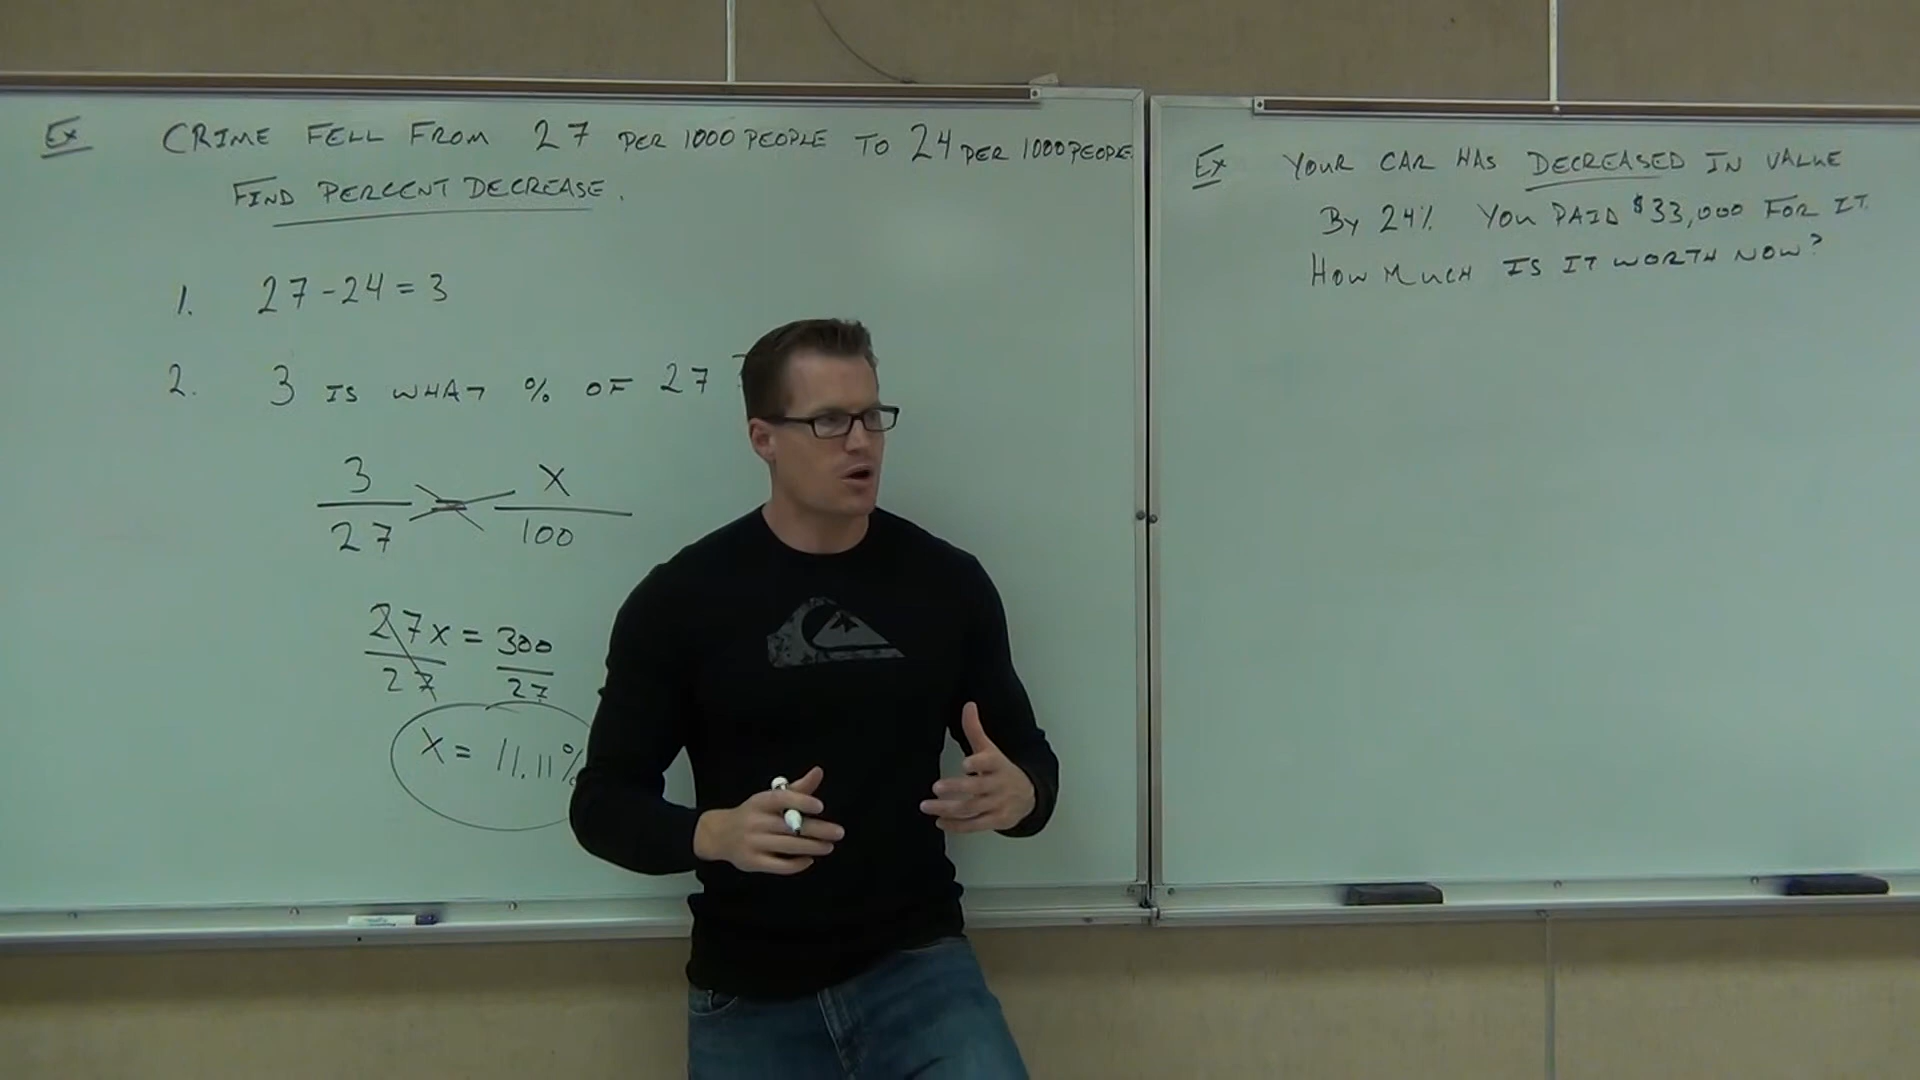 Ex CRIME FELL FROM 27 PER 1000 PEOPLE TO 24 PER 1000 PEOPLE.
FIND PERCENT DECREASE.
1. 27-24=3
2. 3 IS WHAT % OF 27 ?
3 = X
27 100
27x = 300
27 27
X = 11.11%
Ex YOUR CAR HAS DECREASED IN VALUE
BY 24% YOU PAID $33,000 FOR IT.
HOW MUCH IS IT WORTH NOW?